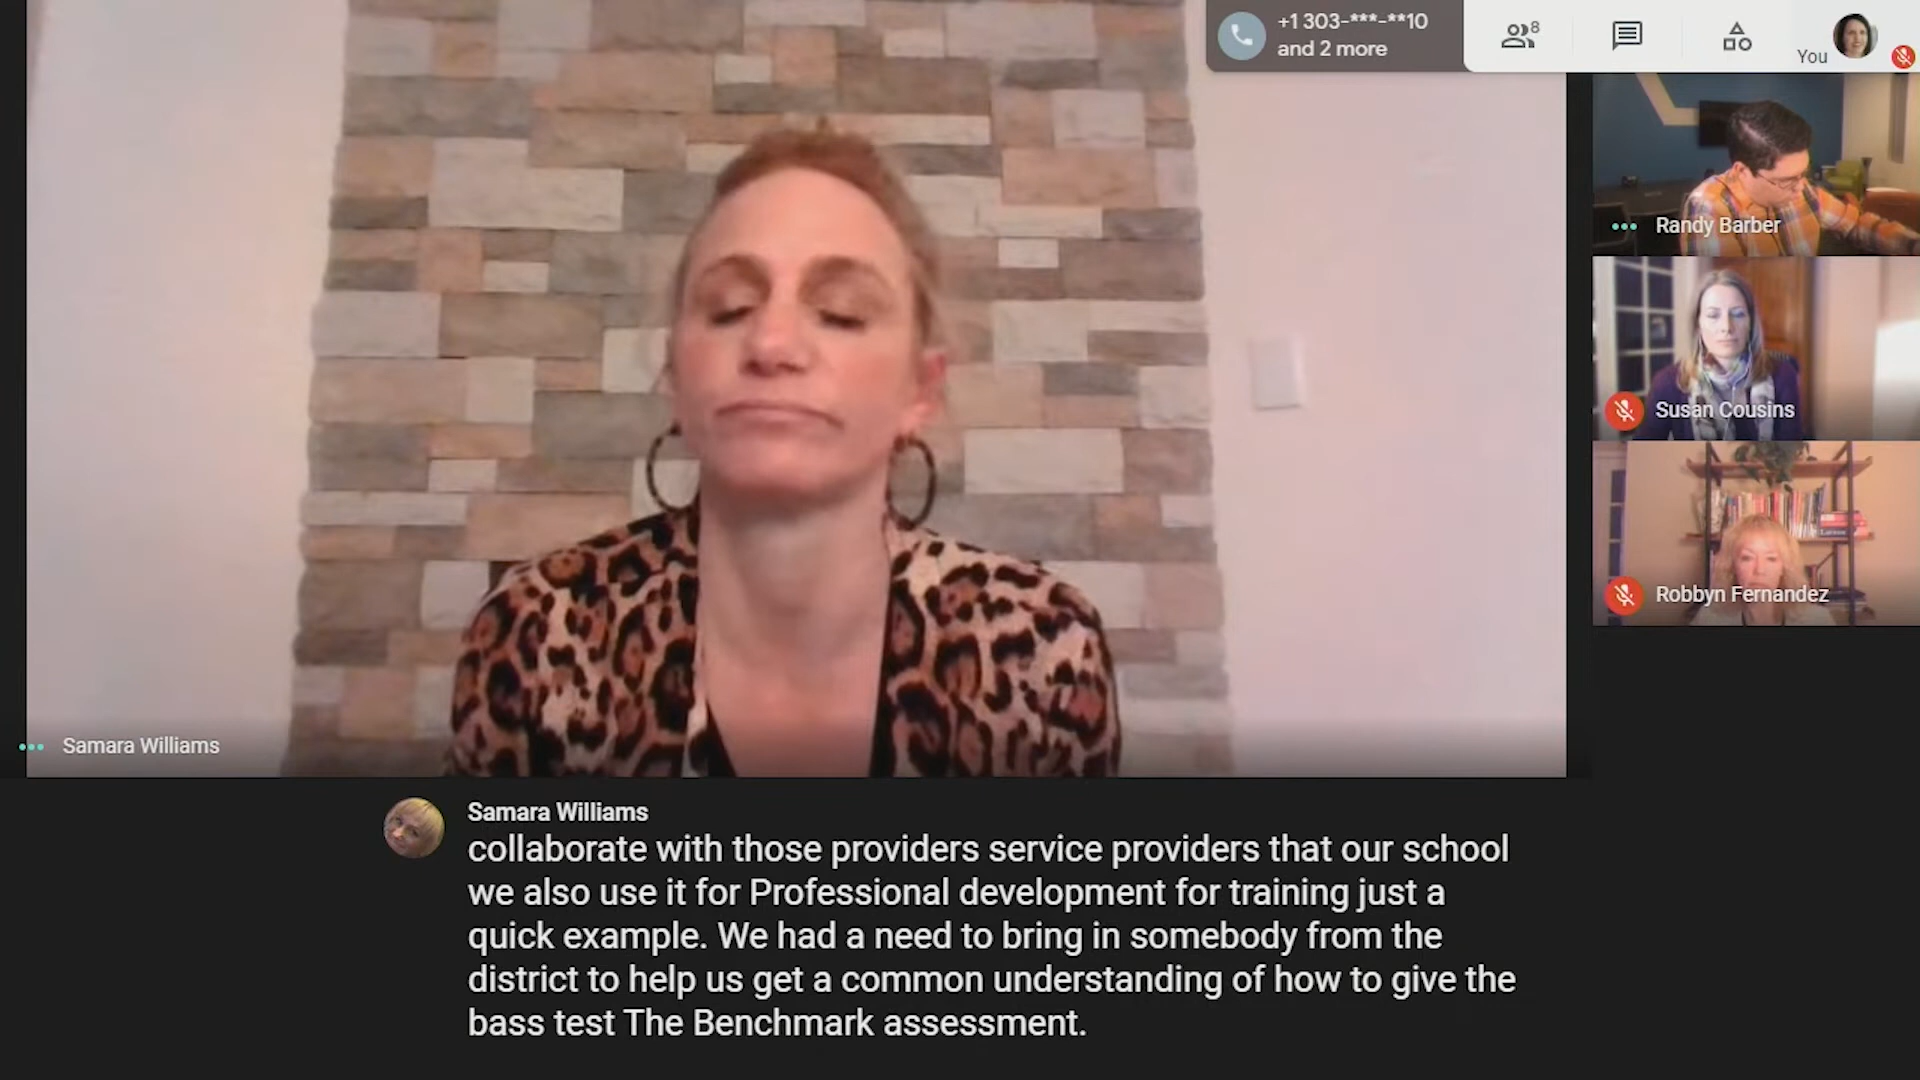 +1 303-***-**10
and 2 more
8
You
Randy Barber
Susan Cousins
Robbyn Fernandez
Samara Williams
Samara Williams
collaborate with those providers service providers that our school
we also use it for Professional development for training just a
quick example. We had a need to bring in somebody from the
district to help us get a common understanding of how to give the
bass test The Benchmark assessment.